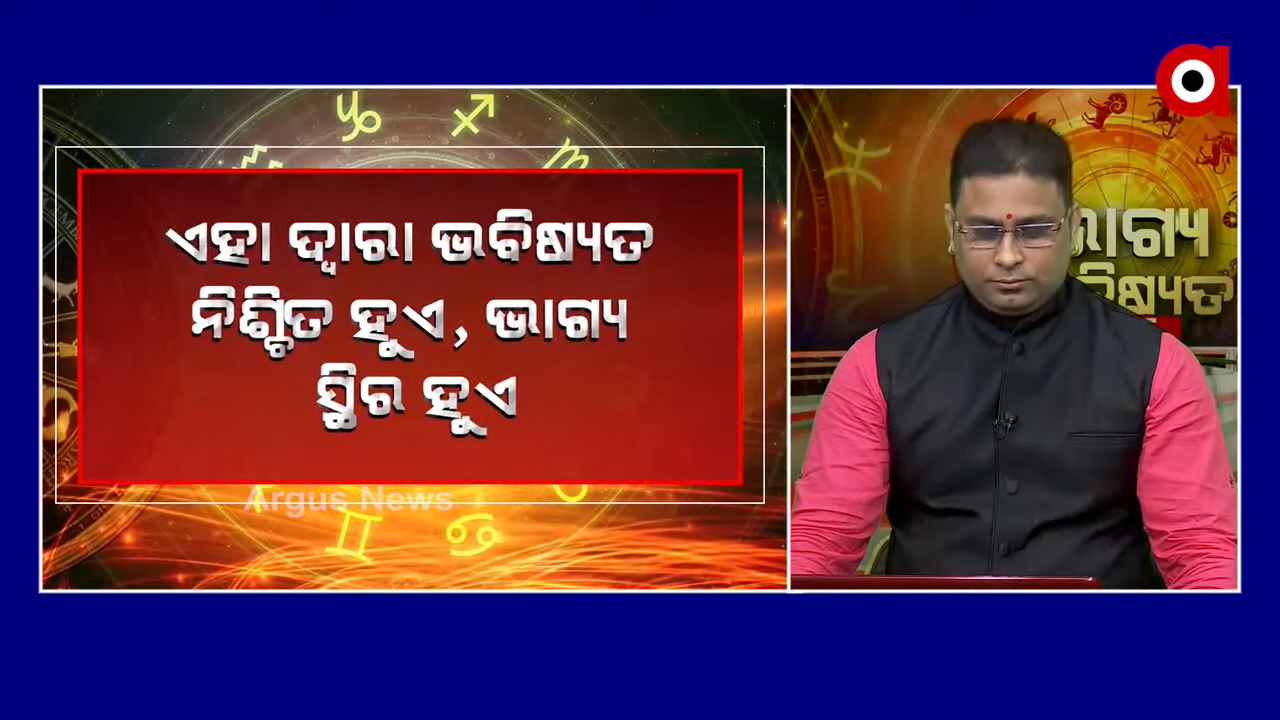 ଏହା ଦ୍ୱାରା ଭବିଷ୍ୟତ
ନିଶ୍ଚିତ ହୁଏ, ଭାଗ୍ୟ
ସ୍ଥିର ହୁଏ
Argus News
ଭାଗ୍ୟ